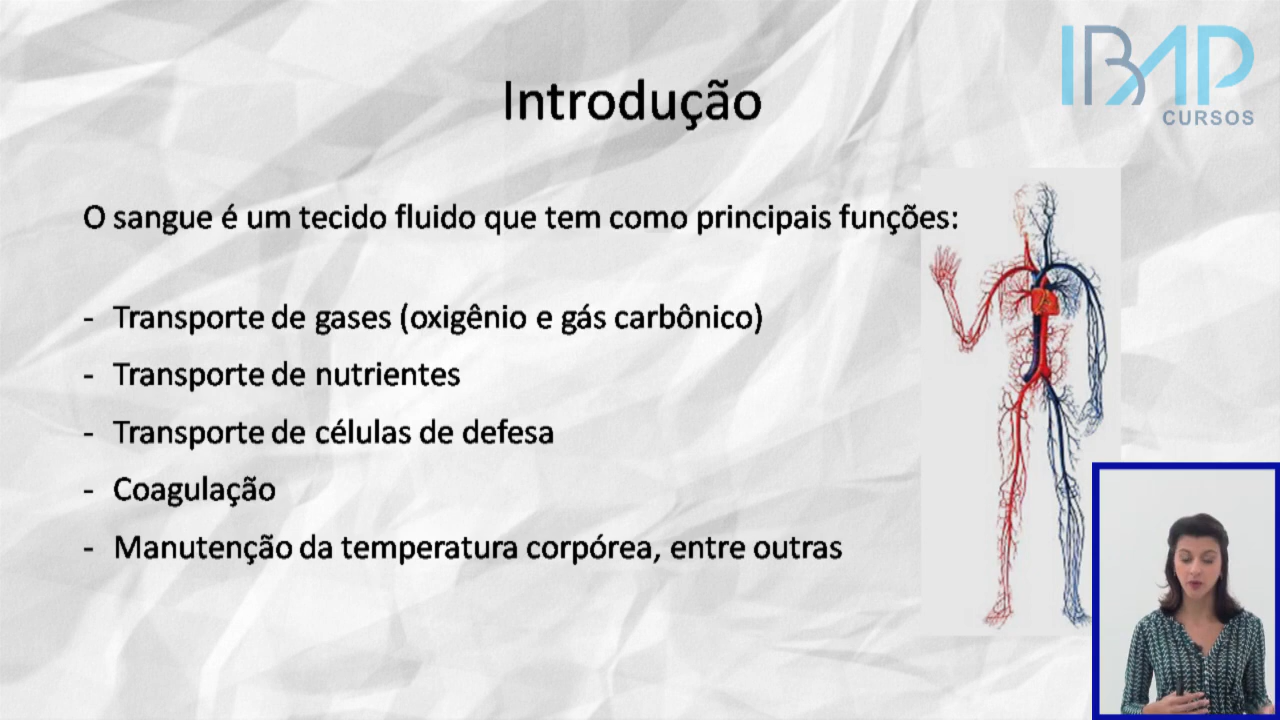 IBAP
CURSOS
Introdução
O sangue é um tecido fluido que tem como principais funções:
- Transporte de gases (oxigênio e gás carbônico)
- Transporte de nutrientes
- Transporte de células de defesa
- Coagulação
- Manutenção da temperatura corpórea, entre outras